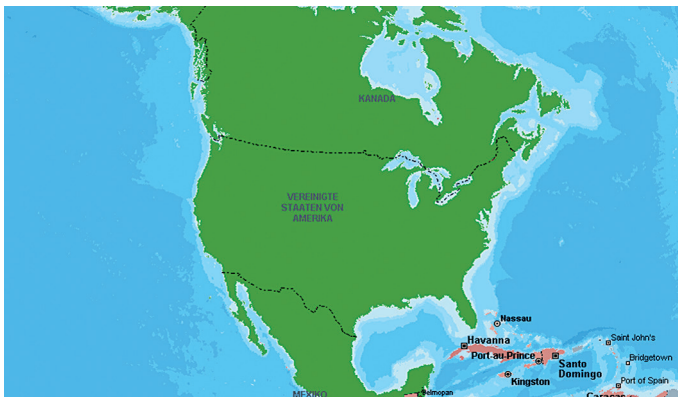 KANADA
VEREINIGTE
STAATEN VON
AMERIKA
Nassau
Havanna
Saint John's
Port-au-Prince
Santo
Domingo
Bridgetown
Kingston
Port of Spain
MEXIKO
Belmopan
Caracas